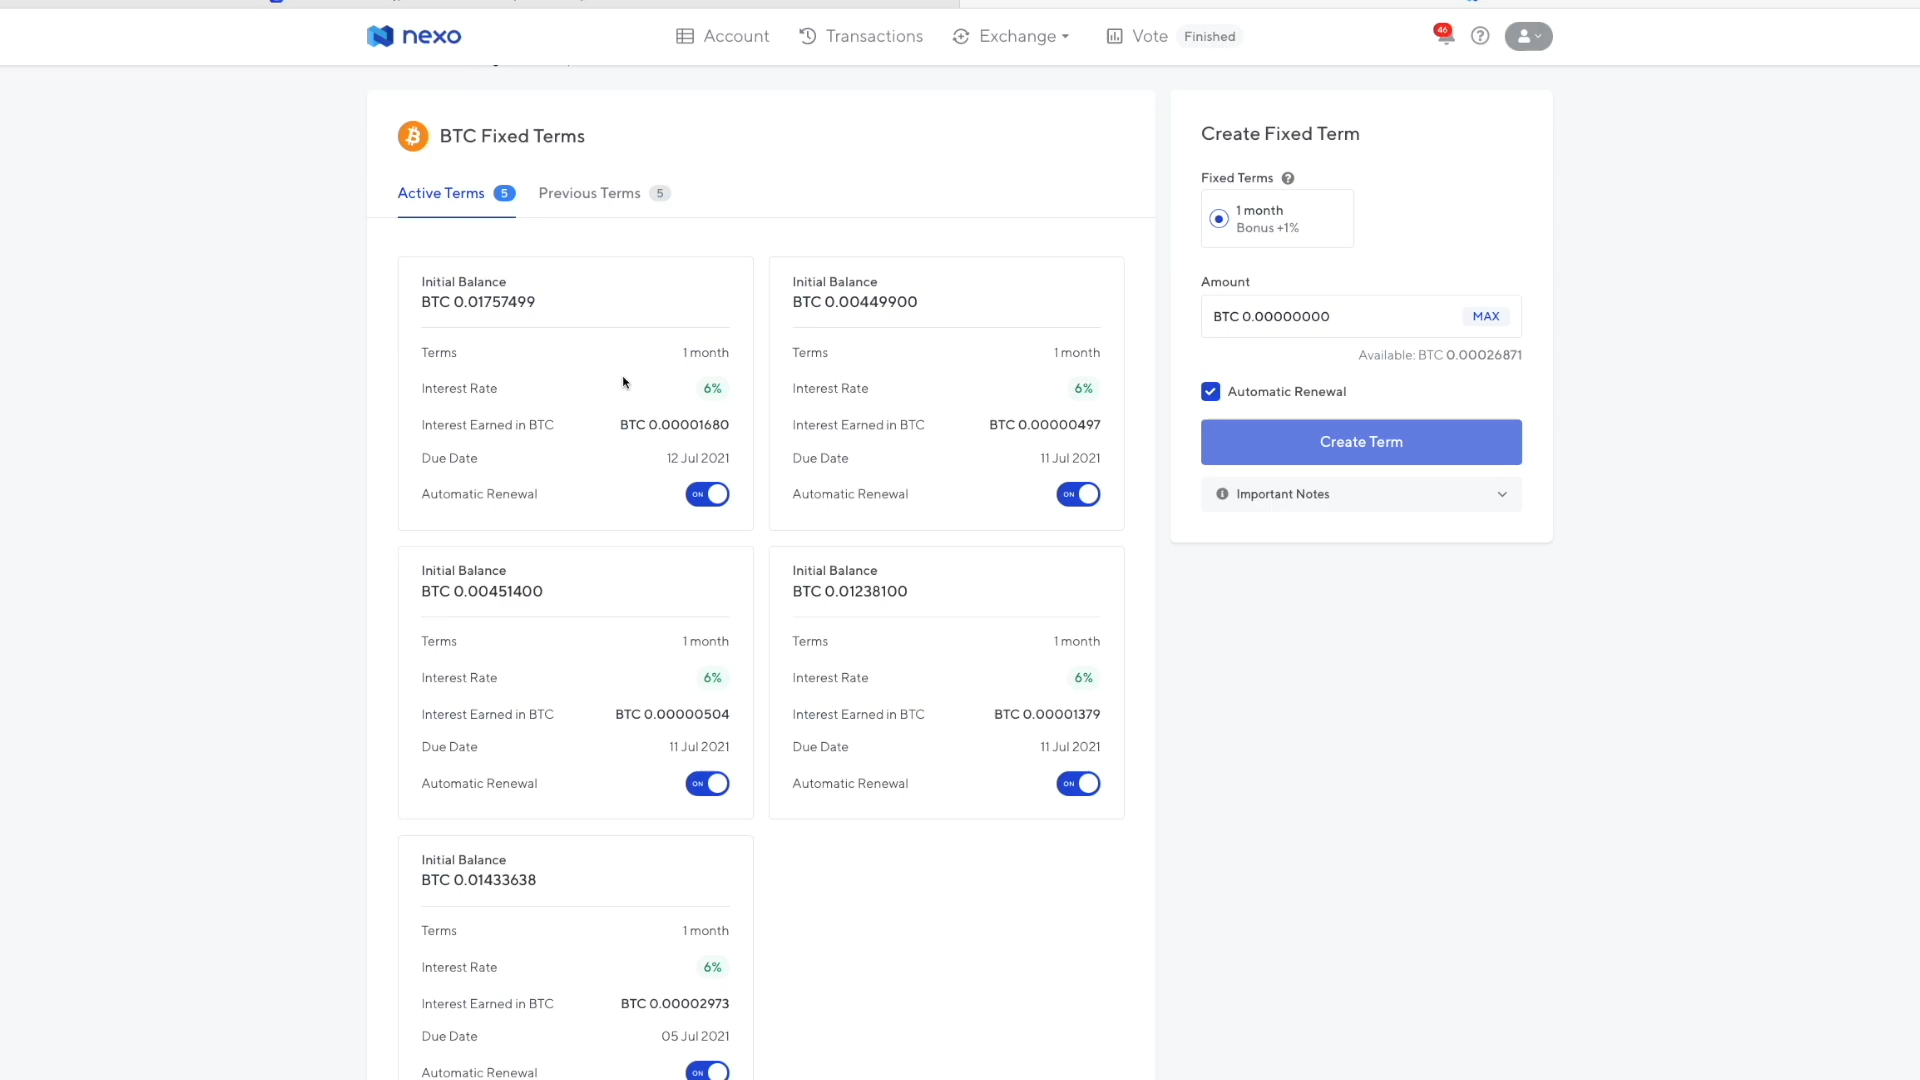 nexo
Account
Transactions
Exchange
Vote
Finished
46
BTC Fixed Terms
Active Terms 5
Previous Terms 5
Initial Balance
BTC 0.01757499
Terms 1 month
Interest Rate 6%
Interest Earned in BTC BTC 0.00001680
Due Date 12 Jul 2021
Automatic Renewal ON
Initial Balance
BTC 0.00449900
Terms 1 month
Interest Rate 6%
Interest Earned in BTC BTC 0.00000497
Due Date 11 Jul 2021
Automatic Renewal ON
Initial Balance
BTC 0.00451400
Terms 1 month
Interest Rate 6%
Interest Earned in BTC BTC 0.00000504
Due Date 11 Jul 2021
Automatic Renewal ON
Initial Balance
BTC 0.01238100
Terms 1 month
Interest Rate 6%
Interest Earned in BTC BTC 0.00001379
Due Date 11 Jul 2021
Automatic Renewal ON
Initial Balance
BTC 0.01433638
Terms 1 month
Interest Rate 6%
Interest Earned in BTC BTC 0.00002973
Due Date 05 Jul 2021
Automatic Renewal ON
Create Fixed Term
Fixed Terms
1 month
Bonus +1%
Amount
BTC 0.00000000 MAX
Available: BTC 0.00026871
Automatic Renewal
Create Term
Important Notes